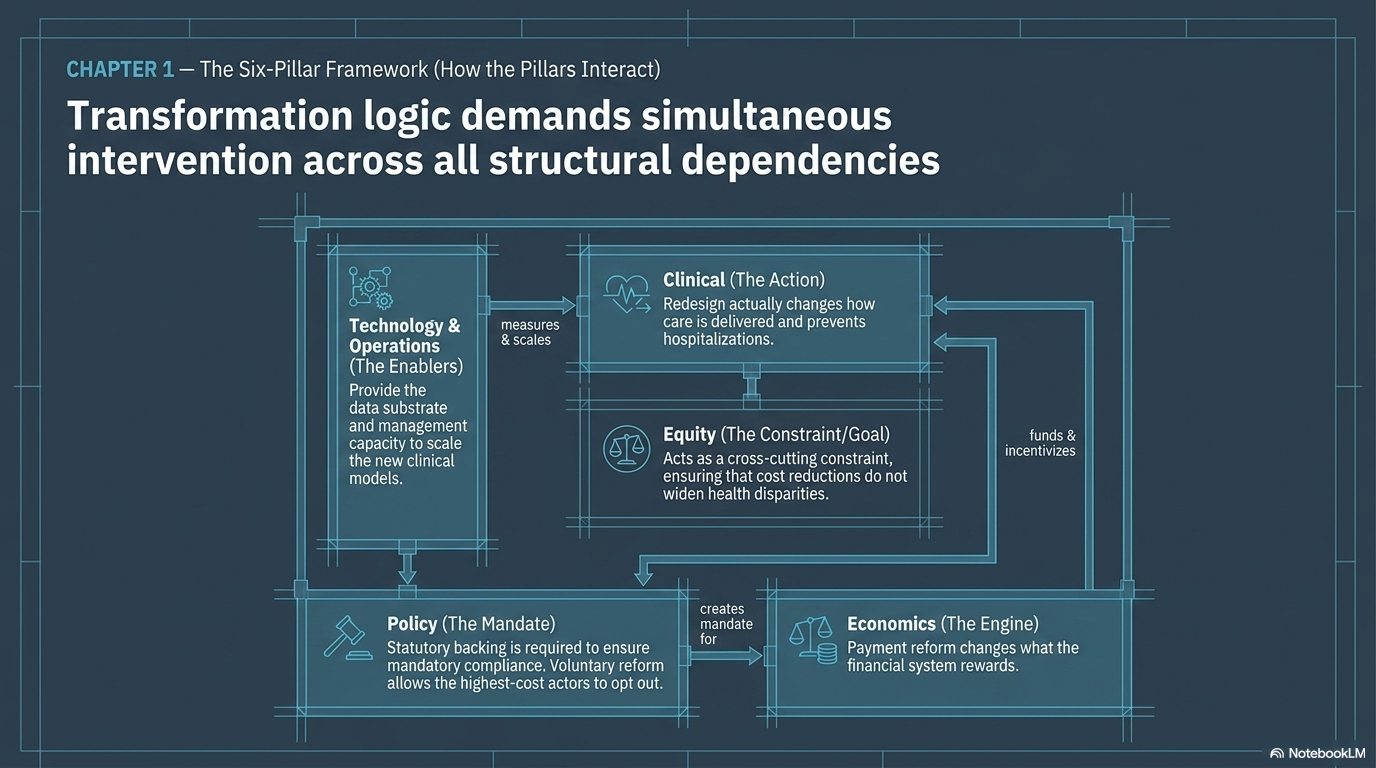 CHAPTER 1 — The Six-Pillar Framework (How the Pillars Interact)
Transformation logic demands simultaneous
intervention across all structural dependencies
Technology &
Operations
(The Enablers)
Provide the
data substrate
and management
capacity to scale
the new clinical
models.
measures
& scales
Clinical (The Action)
Redesign actually changes how
care is delivered and prevents
hospitalizations.
Equity (The Constraint/Goal)
Acts as a cross-cutting constraint,
ensuring that cost reductions do not
widen health disparities.
funds &
incentivizes
Policy (The Mandate)
Statutory backing is required to ensure
mandatory compliance. Voluntary reform
allows the highest-cost actors to opt out.
creates
mandate
for
Economics (The Engine)
Payment reform changes what the
financial system rewards.
NotebookLM